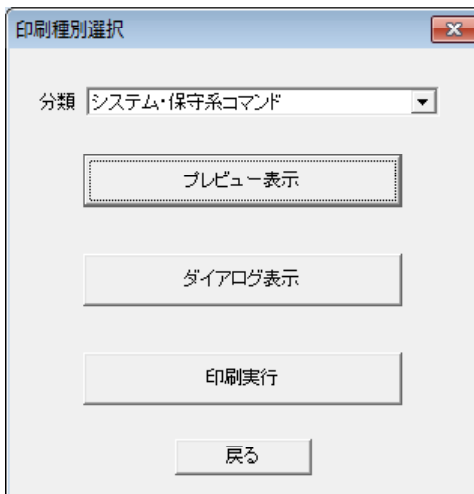 印刷種別選択
分類 システム・保守系コマンド
プレビュー表示
ダイアログ表示
印刷実行
戻る